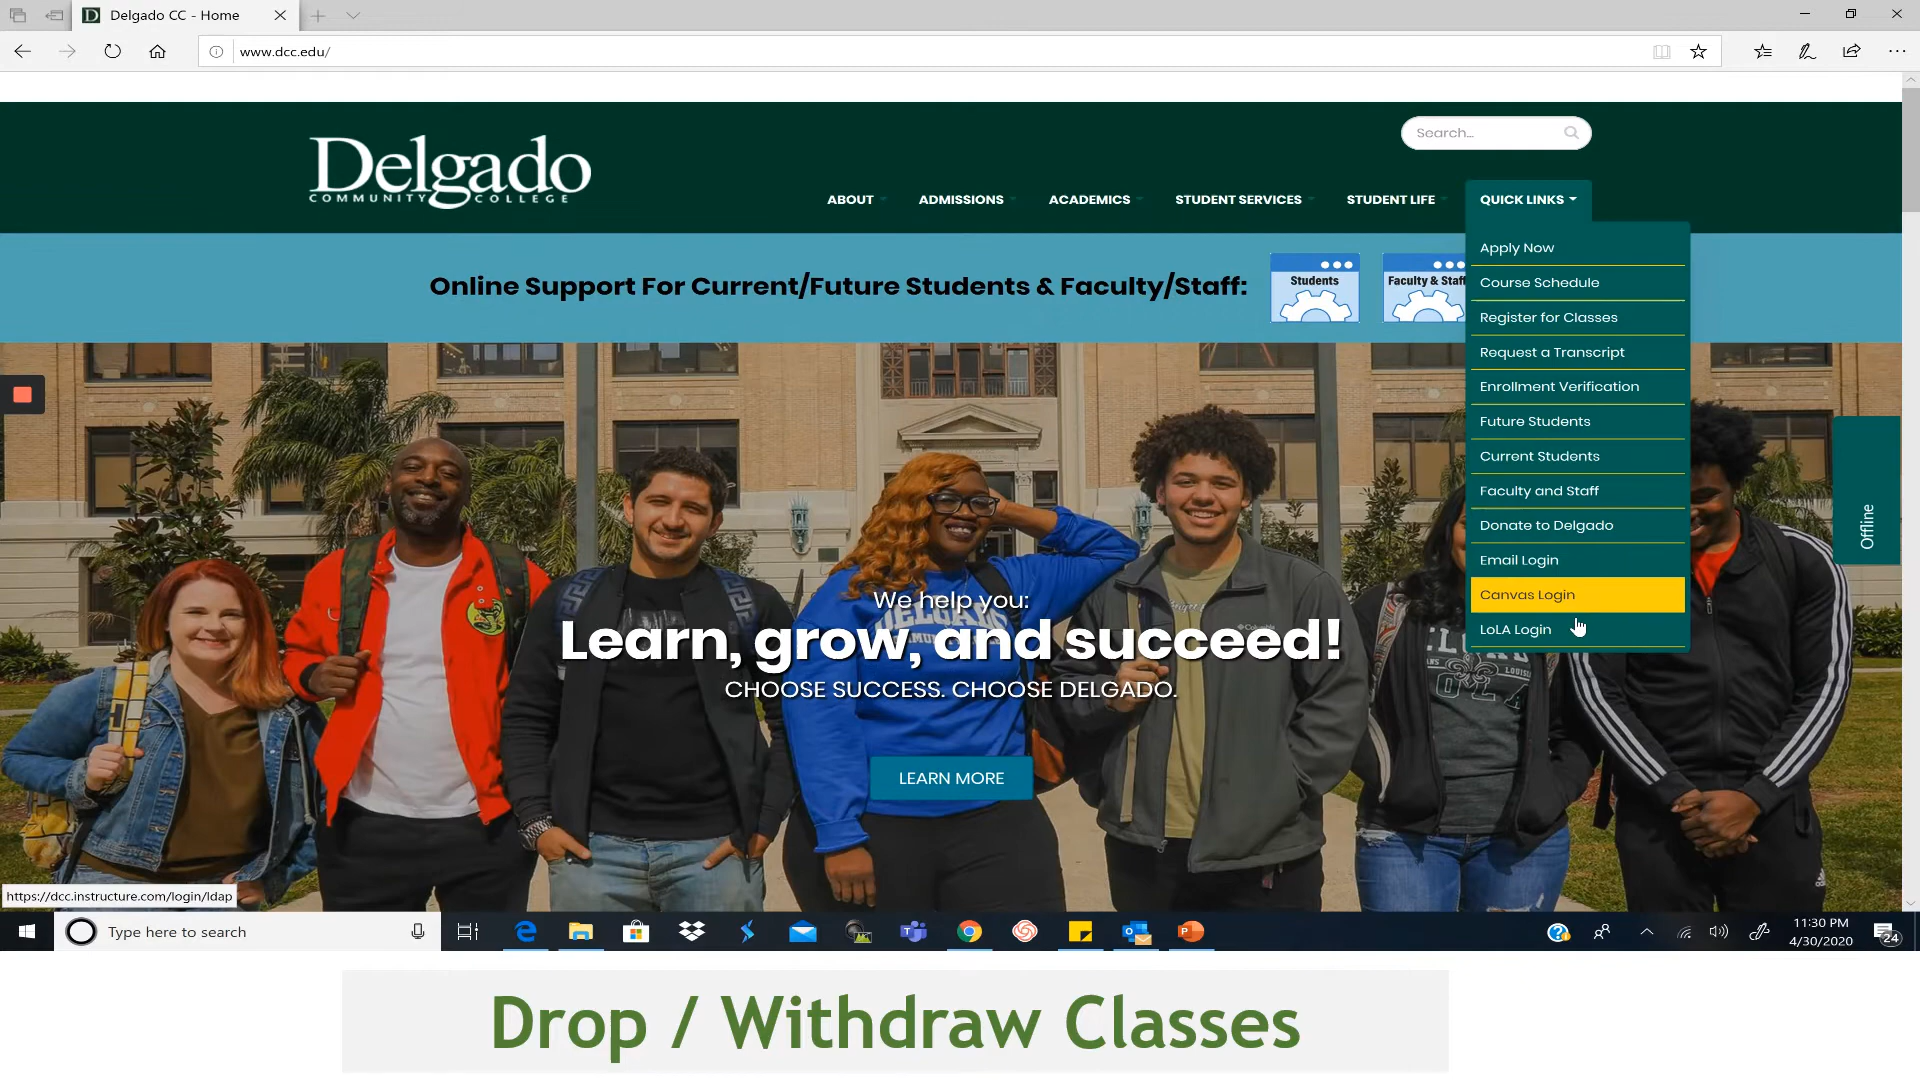 Delgado CC - Home
www.dcc.edu/
Search...
Delgado
COMMUNITY COLLEGE
ABOUT
ADMISSIONS
ACADEMICS
STUDENT SERVICES
STUDENT LIFE
QUICK LINKS
Online Support For Current/Future Students & Faculty/Staff:
Students
Faculty & Staff
Apply Now
Course Schedule
Register for Classes
Request a Transcript
Enrollment Verification
Future Students
Current Students
Faculty and Staff
Donate to Delgado
Email Login
Canvas Login
LoLA Login
Offline
We help you:
Learn, grow, and succeed!
CHOOSE SUCCESS. CHOOSE DELGADO.
LEARN MORE
https://dcc.instructure.com/login/ldap
Type here to search
11:30 PM
4/30/2020
24
Drop / Withdraw Classes